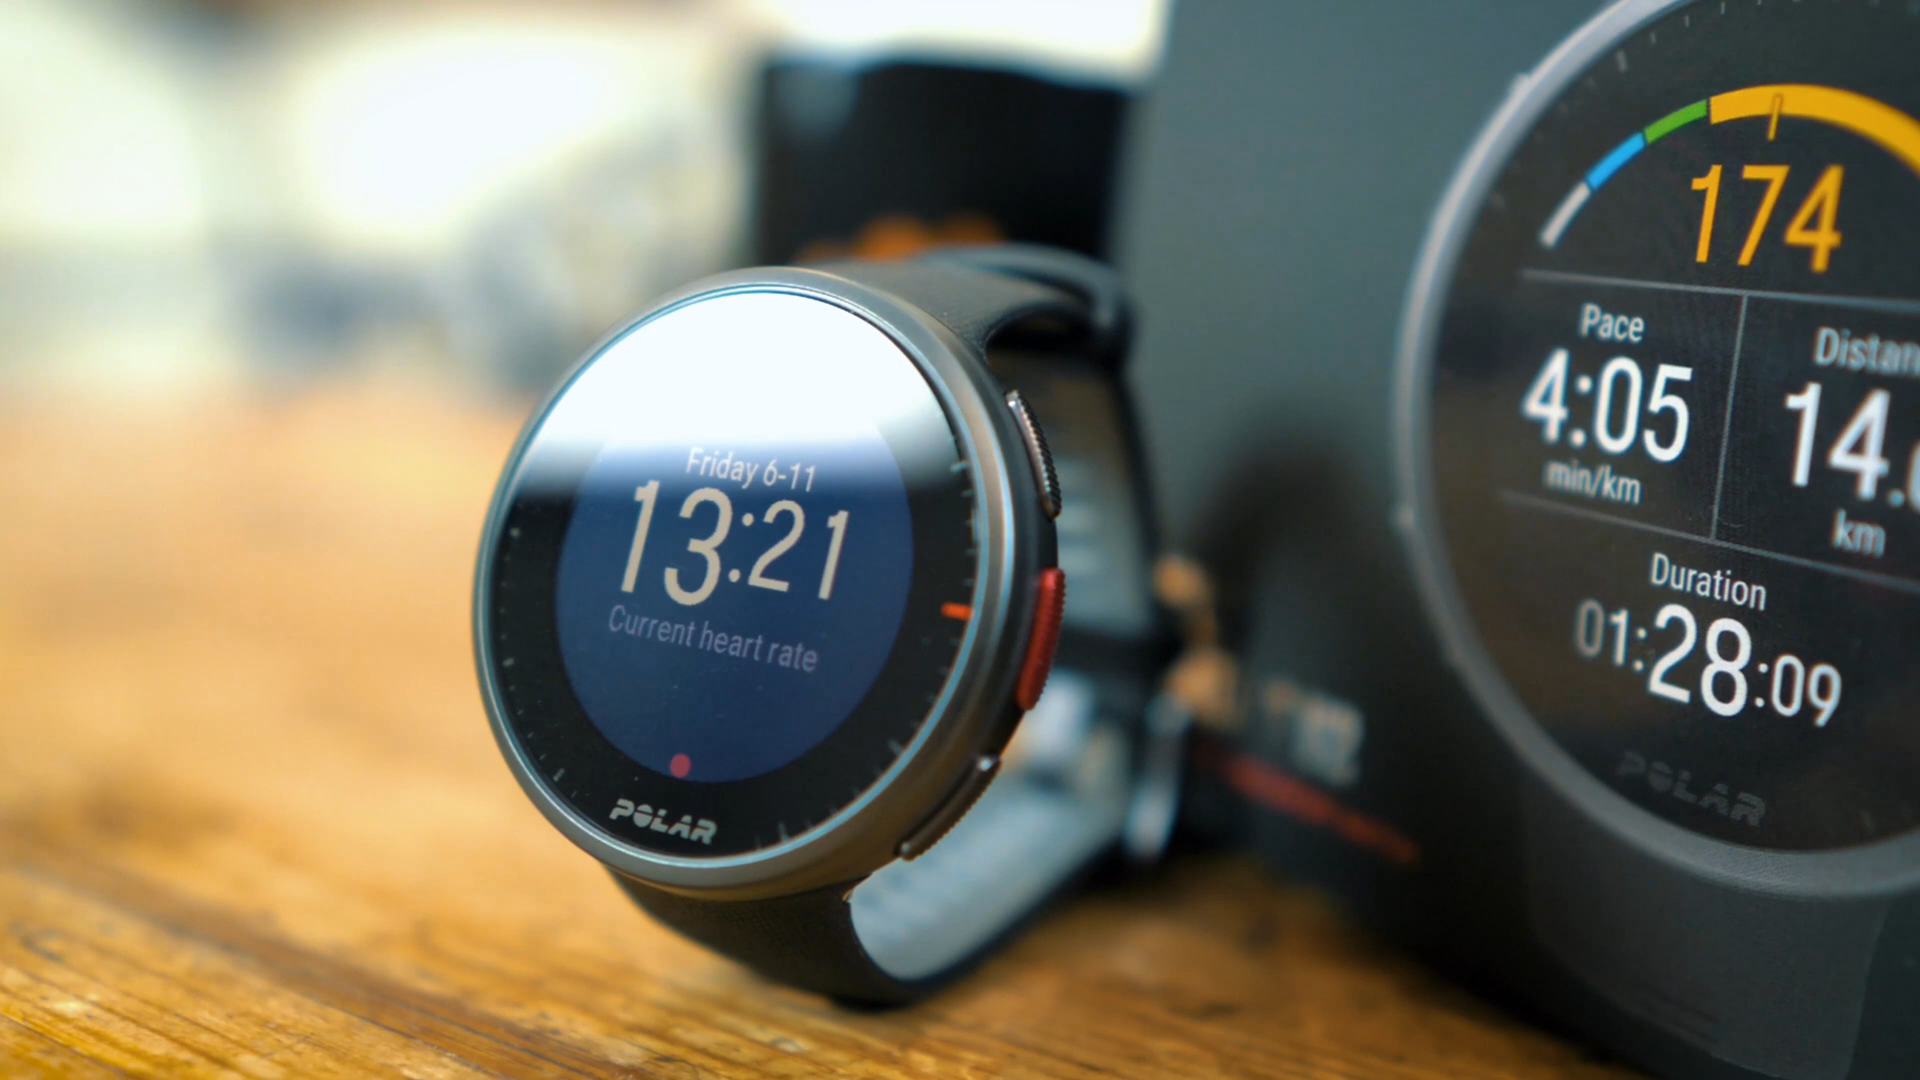 Friday 6-11
13:21
Current heart rate
POLAR
174
Pace
4:05
min/km
Distan
14.
km
Duration
01:28:09
POLAR